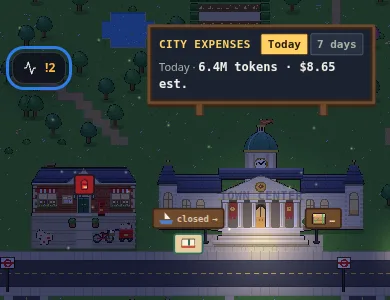 CITY EXPENSES Today 7 days
Today · 6.4M tokens · $8.65
est.
!2
closed →